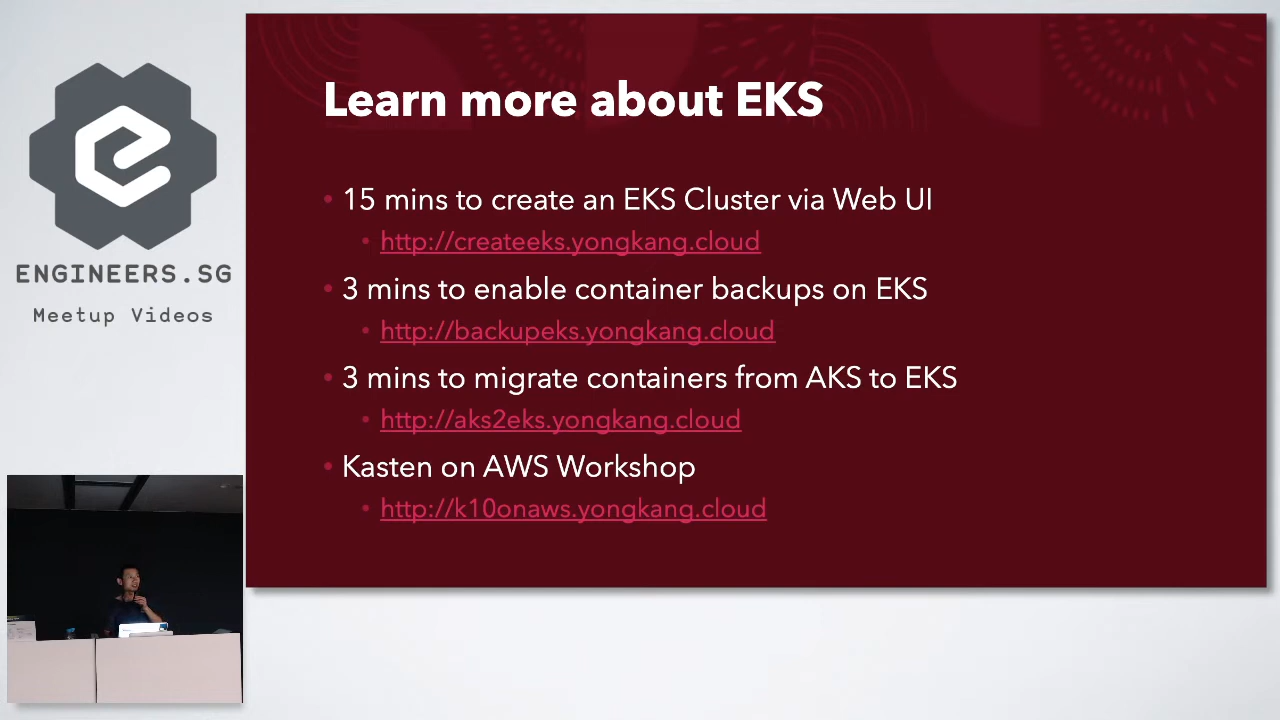 ENGINEERS.SG
Meetup Videos
Learn more about EKS
• 15 mins to create an EKS Cluster via Web UI
• http://createeks.yongkang.cloud
• 3 mins to enable container backups on EKS
• http://backupeks.yongkang.cloud
• 3 mins to migrate containers from AKS to EKS
• http://aks2eks.yongkang.cloud
• Kasten on AWS Workshop
• http://k10onaws.yongkang.cloud